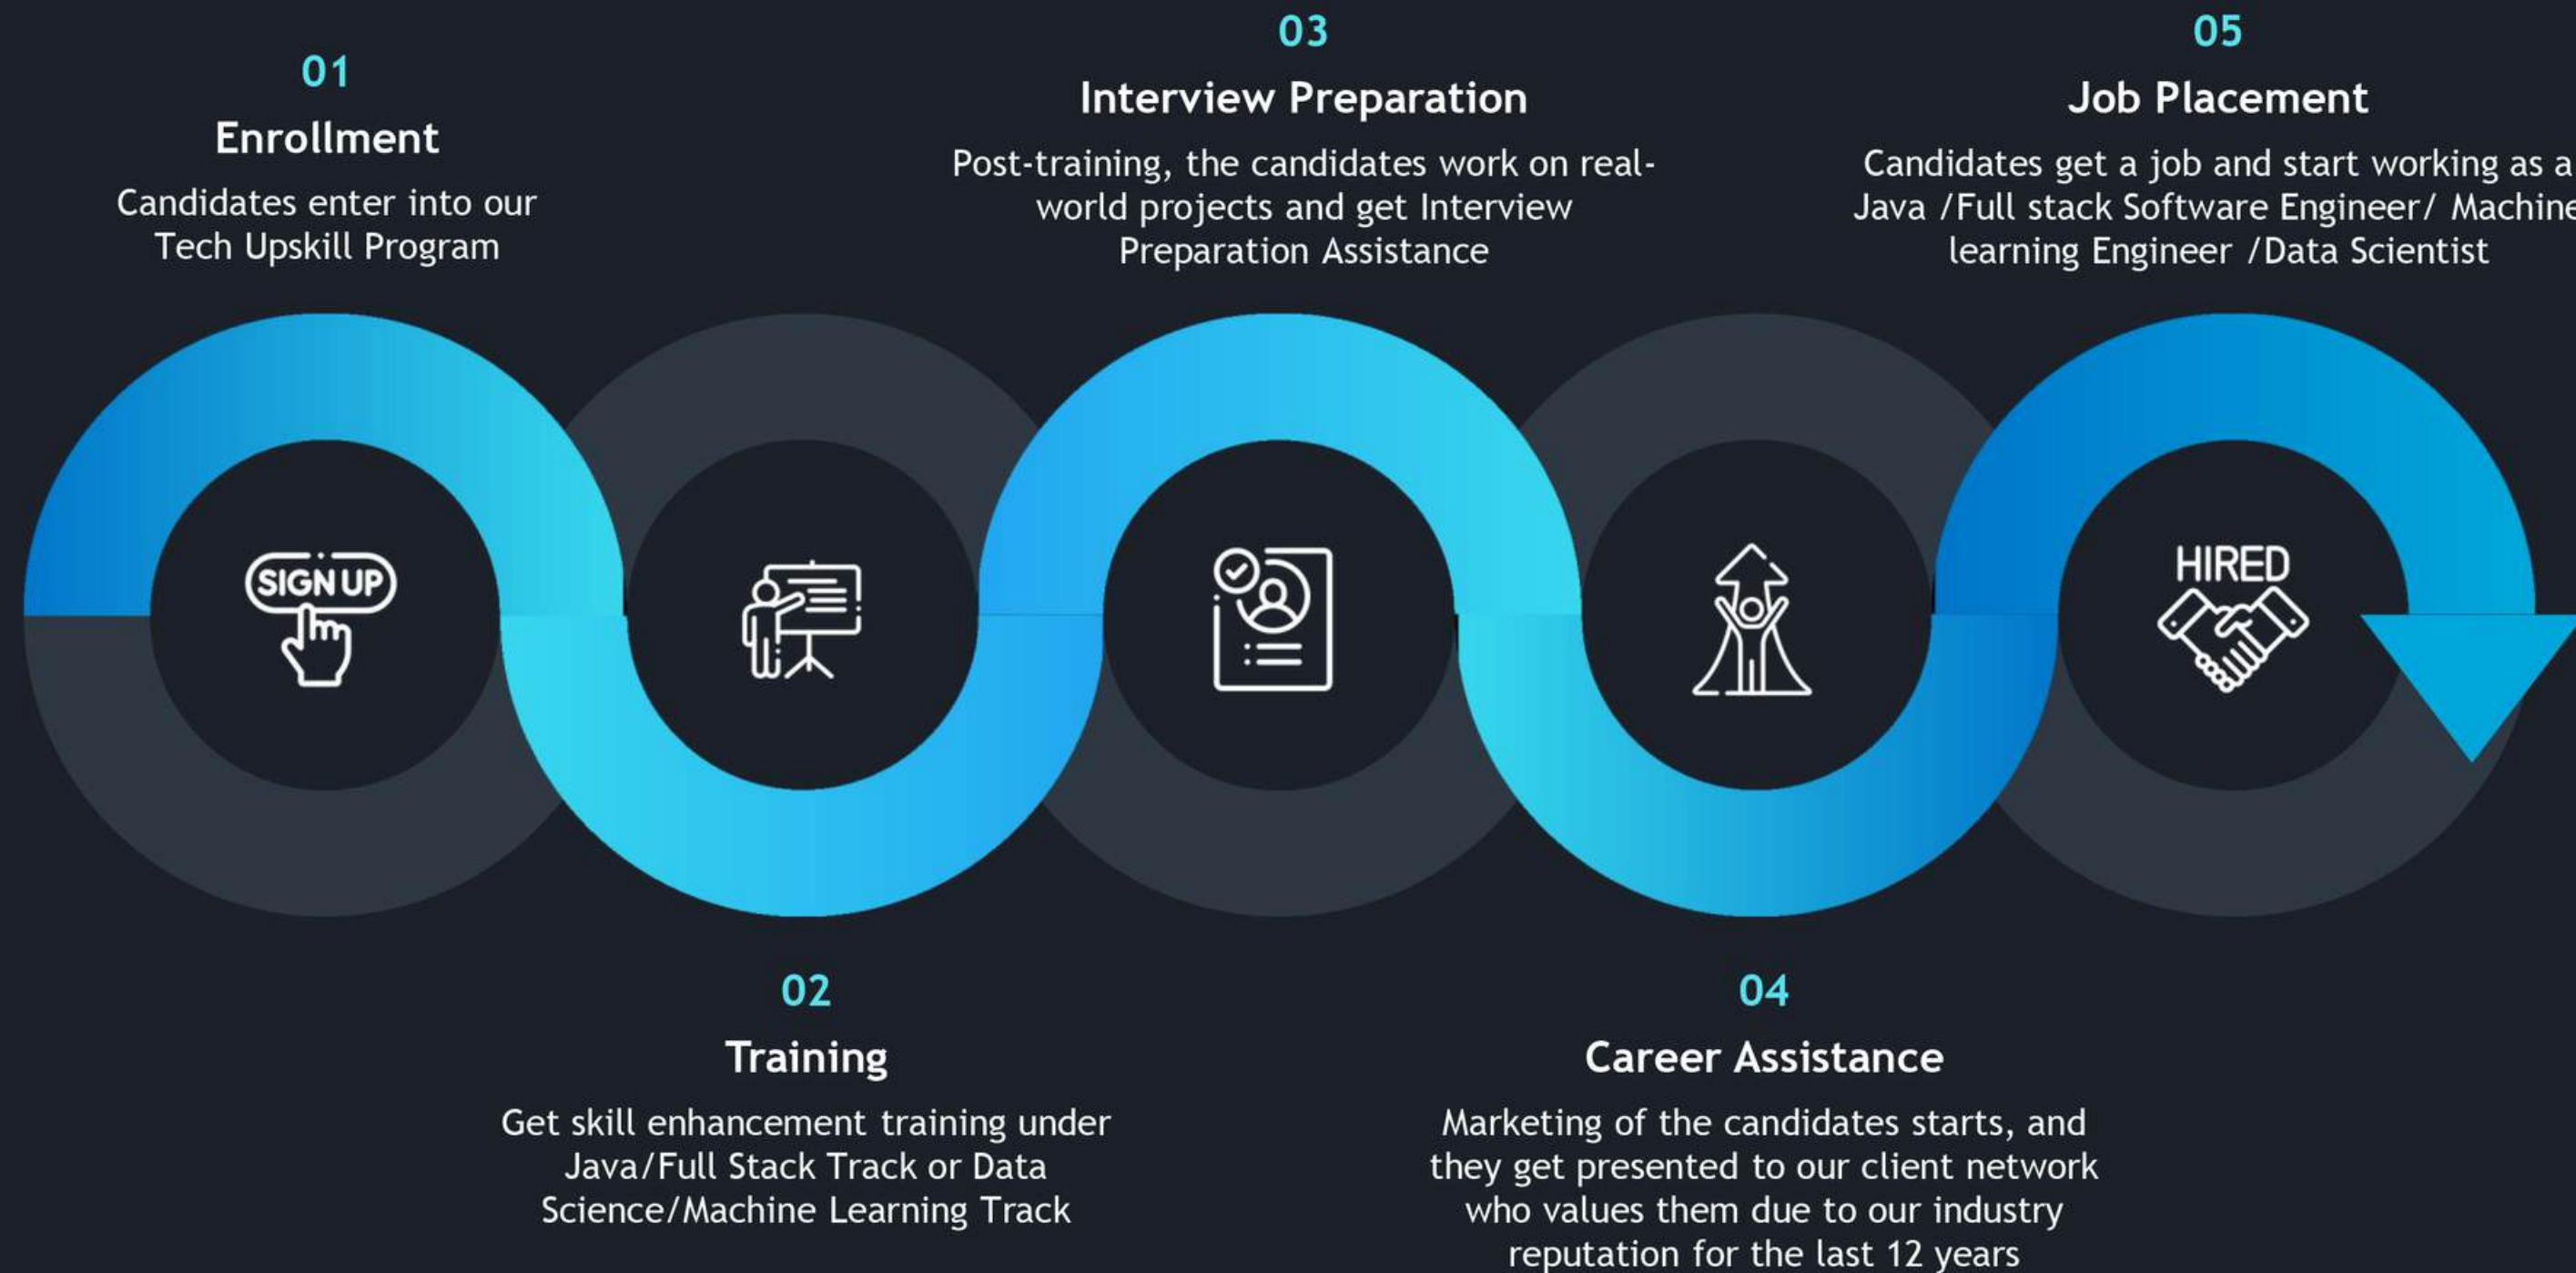 01
Enrollment
Candidates enter into our
Tech Upskill Program
SIGN UP
02
Training
Get skill enhancement training under
Java/Full Stack Track or Data
Science/Machine Learning Track
03
Interview Preparation
Post-training, the candidates work on real-
world projects and get Interview
Preparation Assistance
04
Career Assistance
Marketing of the candidates starts, and
they get presented to our client network
who values them due to our industry
reputation for the last 12 years
05
Job Placement
Candidates get a job and start working as a
Java /Full stack Software Engineer/ Machine
learning Engineer /Data Scientist
HIRED